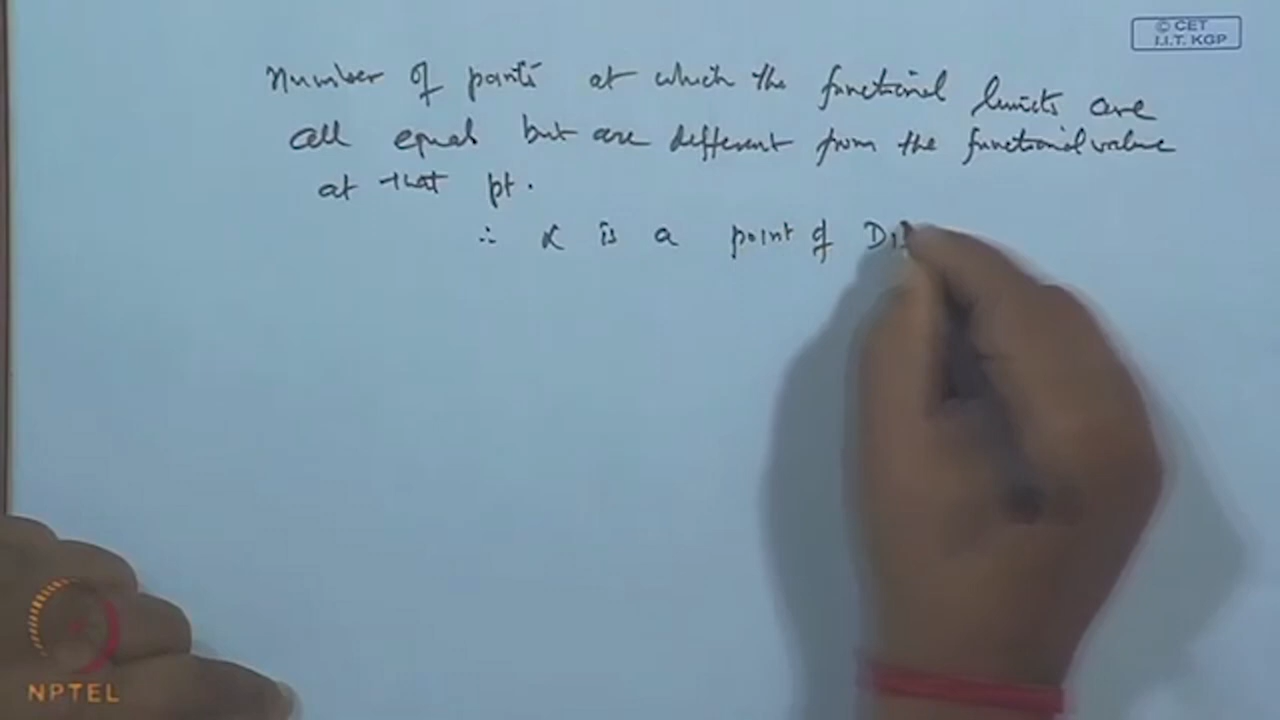 © CET
I.I.T. KGP
Number of points at which the functional limits are
all equal but are different from the functional value
at that pt.
∴ α is a point of Dis
NPTEL